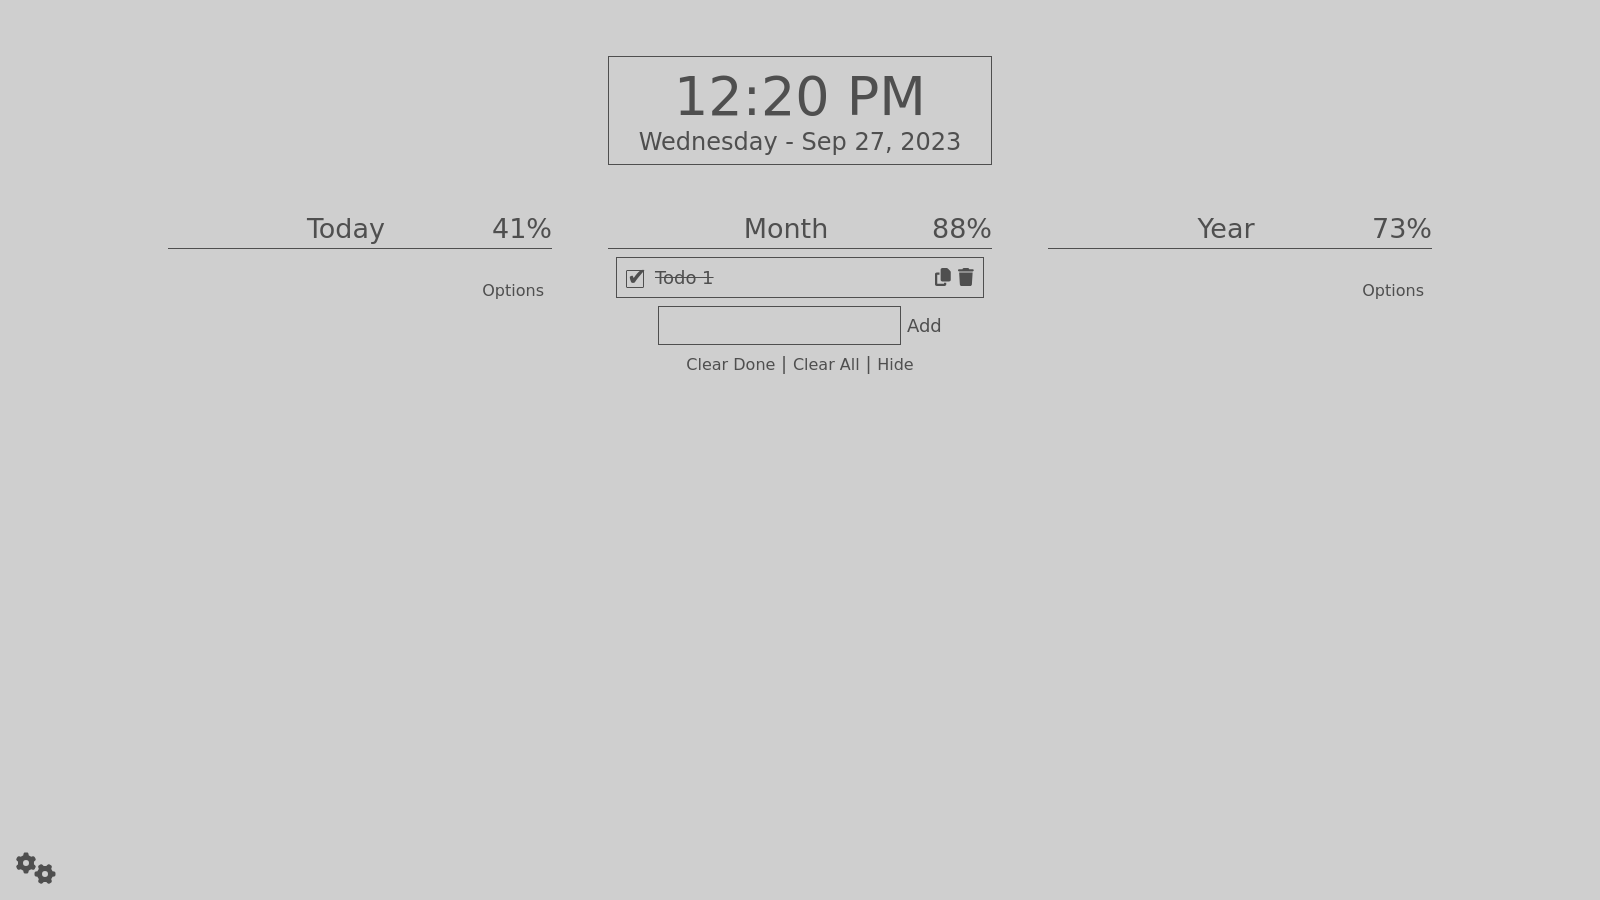 12:20 PM
Wednesday - Sep 27, 2023
Today 41%
Options
Month 88%
Todo 1
Add
Clear Done | Clear All | Hide
Year 73%
Options